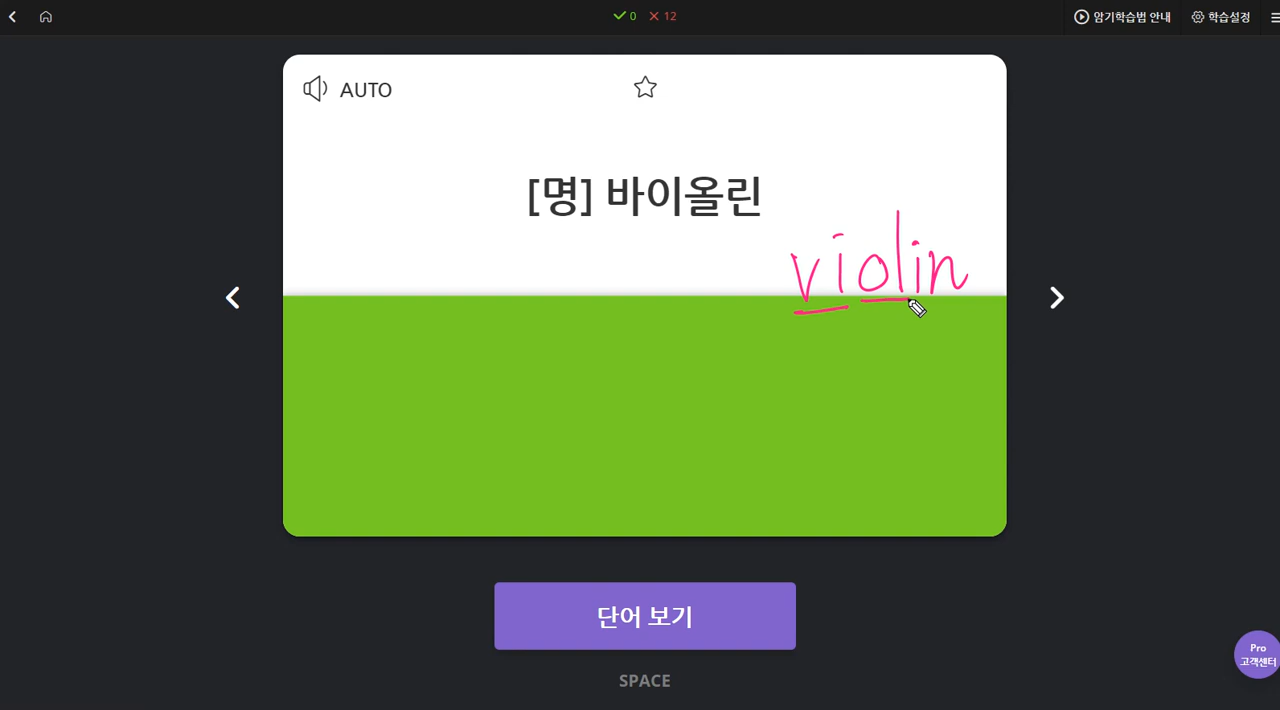 0 12 암기학습법 안내 학습설정
AUTO
[명] 바이올린
violin
단어 보기
SPACE
Pro
고객센터